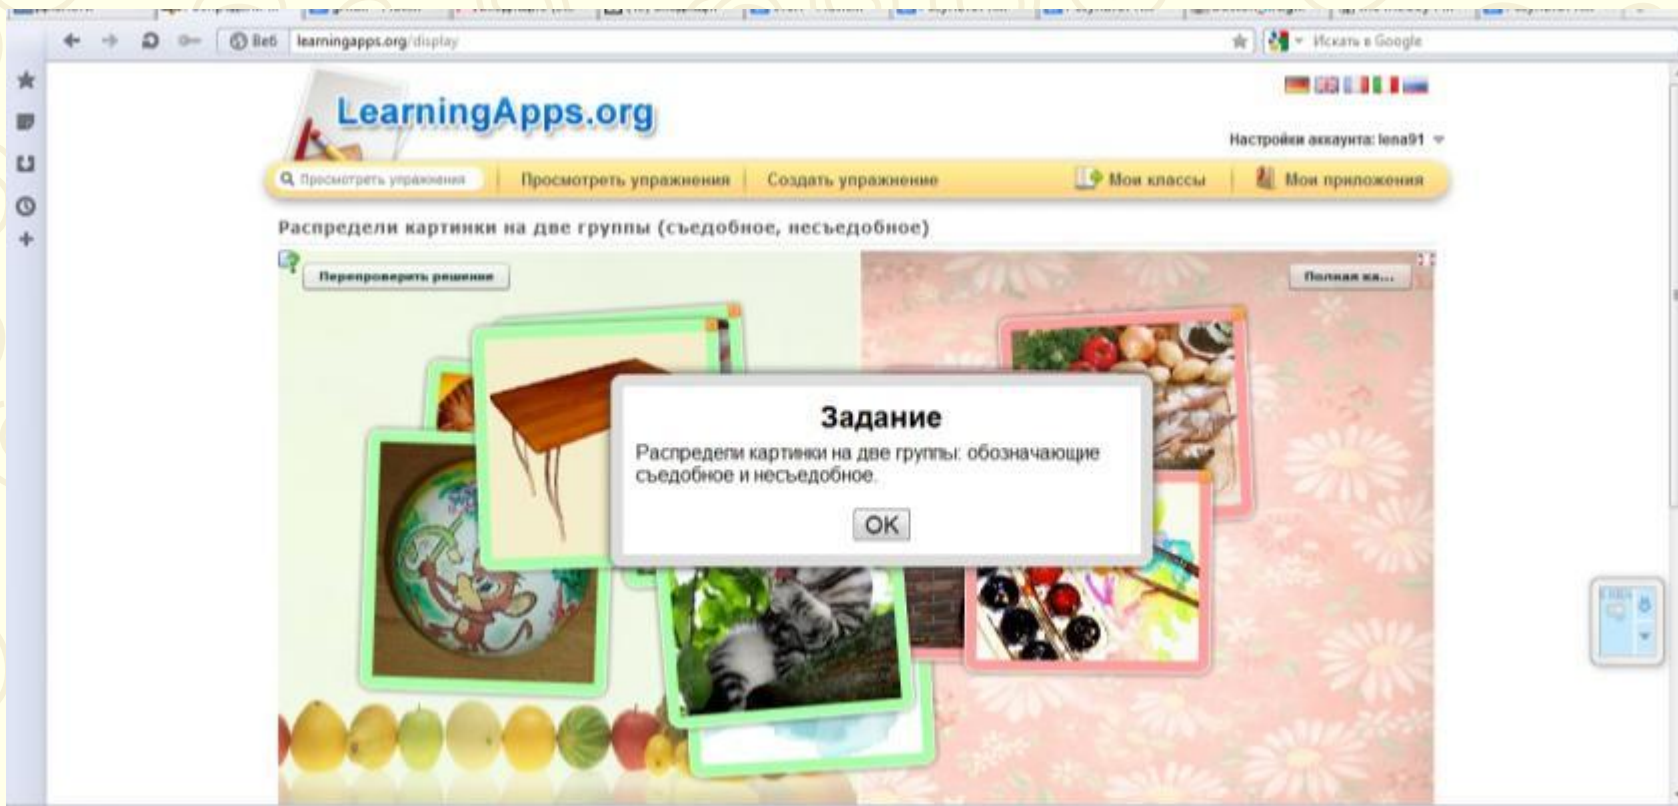 Веб
learningapps.org/display
Искать в Google
LearningApps.org
Настройки аккаунта: lena91
Просмотреть упражнения
Просмотреть упражнения
Создать упражнение
Мои классы
Мои приложения
Распредели картинки на две группы (съедобное, несъедобное)
Перепроверить решение
Полная ка...
Задание
Распредели картинки на две группы: обозначающие
съедобное и несъедобное.
OK